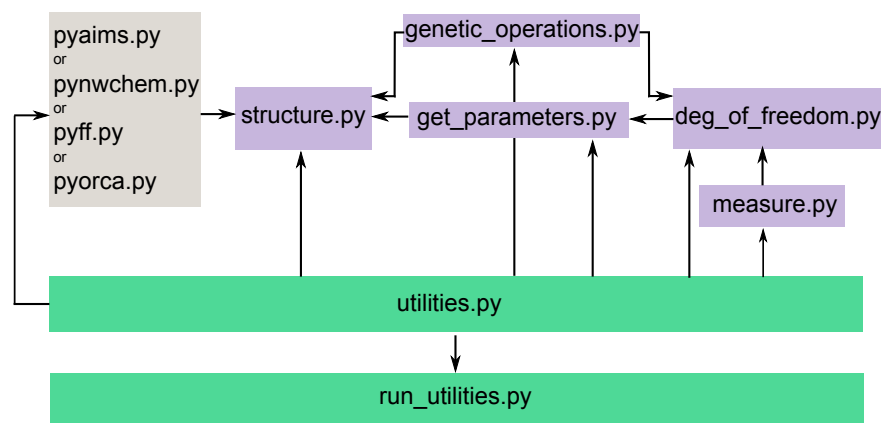 pyaims.py
or
pynwchem.py
or
pyff.py
or
pyorca.py
genetic_operations.py
structure.py
get_parameters.py
deg_of_freedom.py
measure.py
utilities.py
run_utilities.py